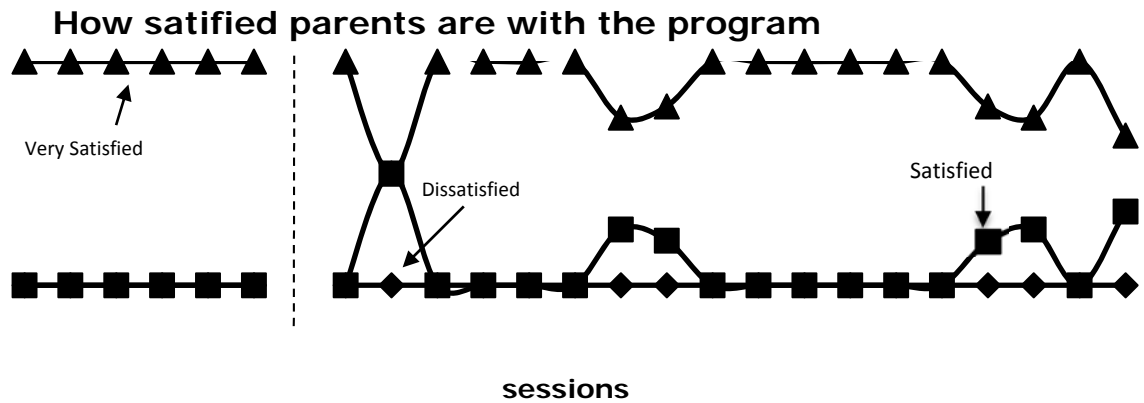 How satified parents are with the program
Very Satisfied
Dissatisfied
Satisfied
sessions